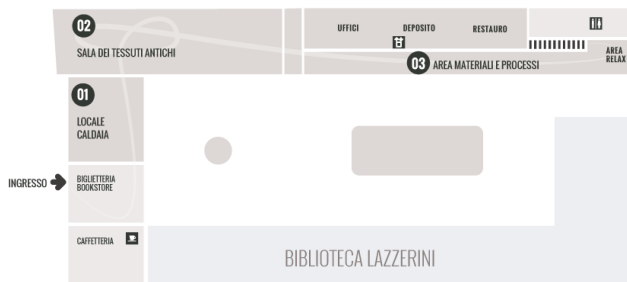 02
SALA DEI TESSUTI ANTICHI
UFFICI
DEPOSITO
RESTAURO
03 AREA MATERIALI E PROCESSI
AREA
RELAX
01
LOCALE
CALDAIA
INGRESSO
BIGLIETTERIA
BOOKSTORE
CAFFETTERIA
BIBLIOTECA LAZZERINI